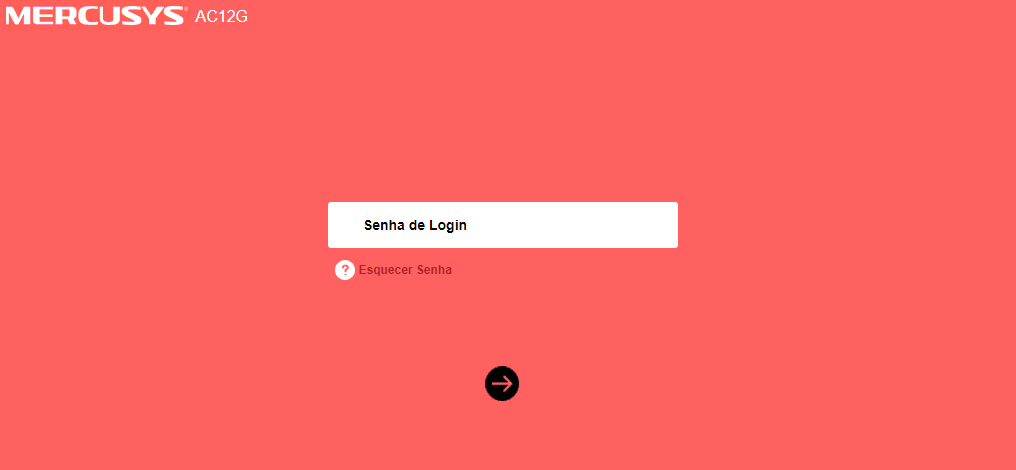 MERCUSYS® AC12G
Senha de Login
? Esquecer Senha